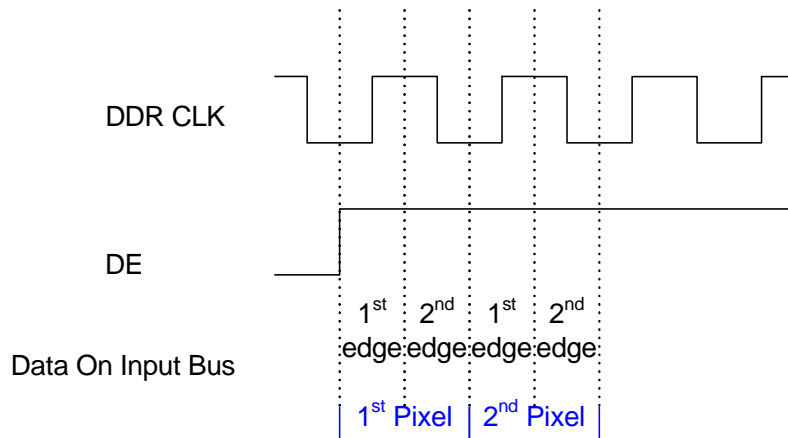 DDR CLK
DE
1st 2nd 1st 2nd
edge edge edge edge
Data On Input Bus
1st Pixel 2nd Pixel